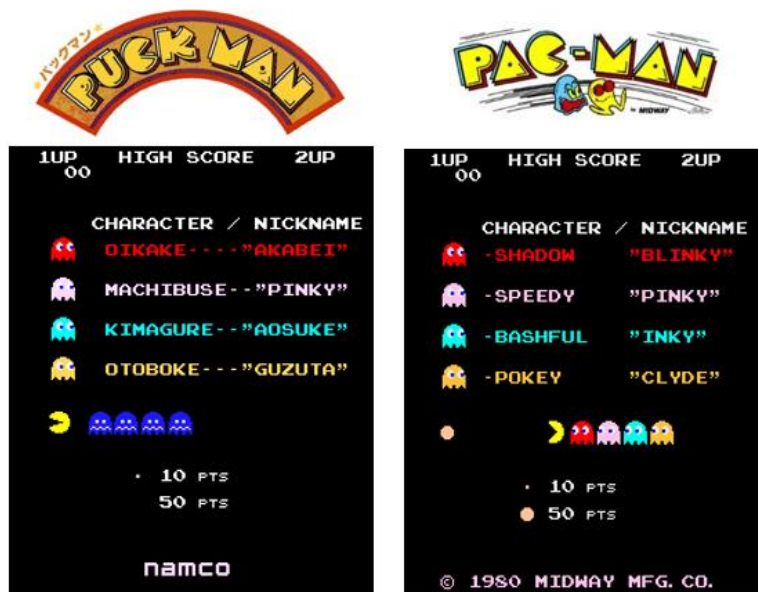 パックマン
PUCK MAN
PAC-MAN
by MIDWAY
1UP HIGH SCORE 2UP
00
CHARACTER / NICKNAME
OIKAKE----"AKABEI"
MACHIBUSE--"PINKY"
KIMAGURE--"AOSUKE"
OTOBOKE---"GUZUTA"
10 PTS
50 PTS
namco
1UP HIGH SCORE 2UP
00
CHARACTER / NICKNAME
-SHADOW "BLINKY"
-SPEEDY "PINKY"
-BASHFUL "INKY"
-POKEY "CLYDE"
10 PTS
50 PTS
© 1980 MIDWAY MFG. CO.